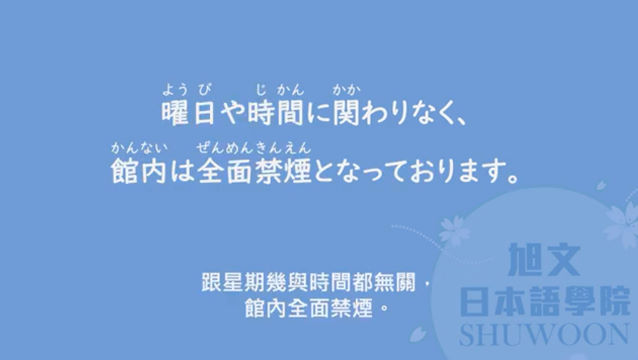 よう び じ かん かか
曜日や時間に関わりなく、
かんない ぜんめんきんえん
館内は全面禁煙となっております。
跟星期幾與時間都無關，
館內全面禁煙。
旭文
日本語學院
SHUWOON